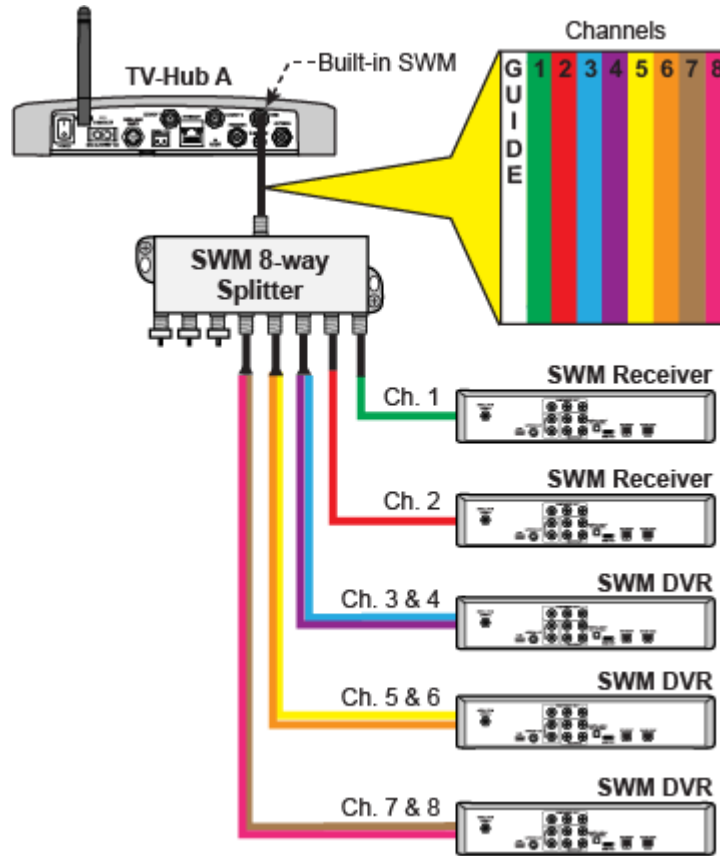 Channels
TV-Hub A
Built-in SWM
GUIDE
1 2 3 4 5 6 7 8
SWM 8-way
Splitter
SWM Receiver
Ch. 1
SWM Receiver
Ch. 2
SWM DVR
Ch. 3 & 4
SWM DVR
Ch. 5 & 6
SWM DVR
Ch. 7 & 8